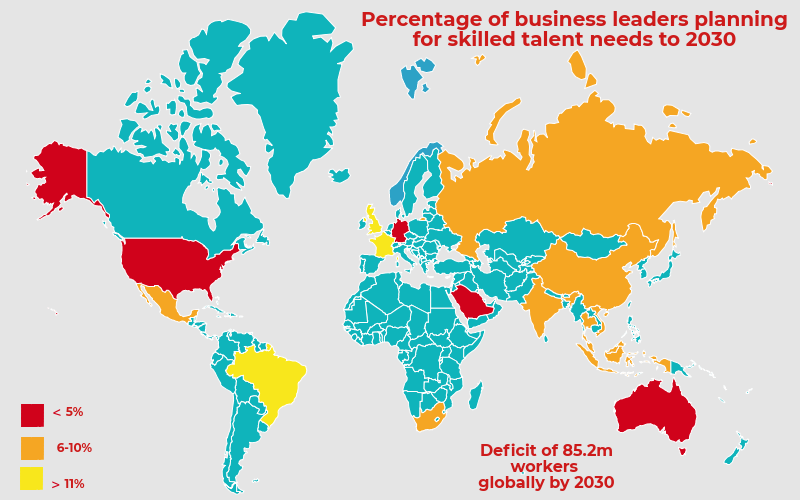 Percentage of business leaders planning
for skilled talent needs to 2030
< 5%
6-10%
> 11%
Deficit of 85.2m
workers
globally by 2030